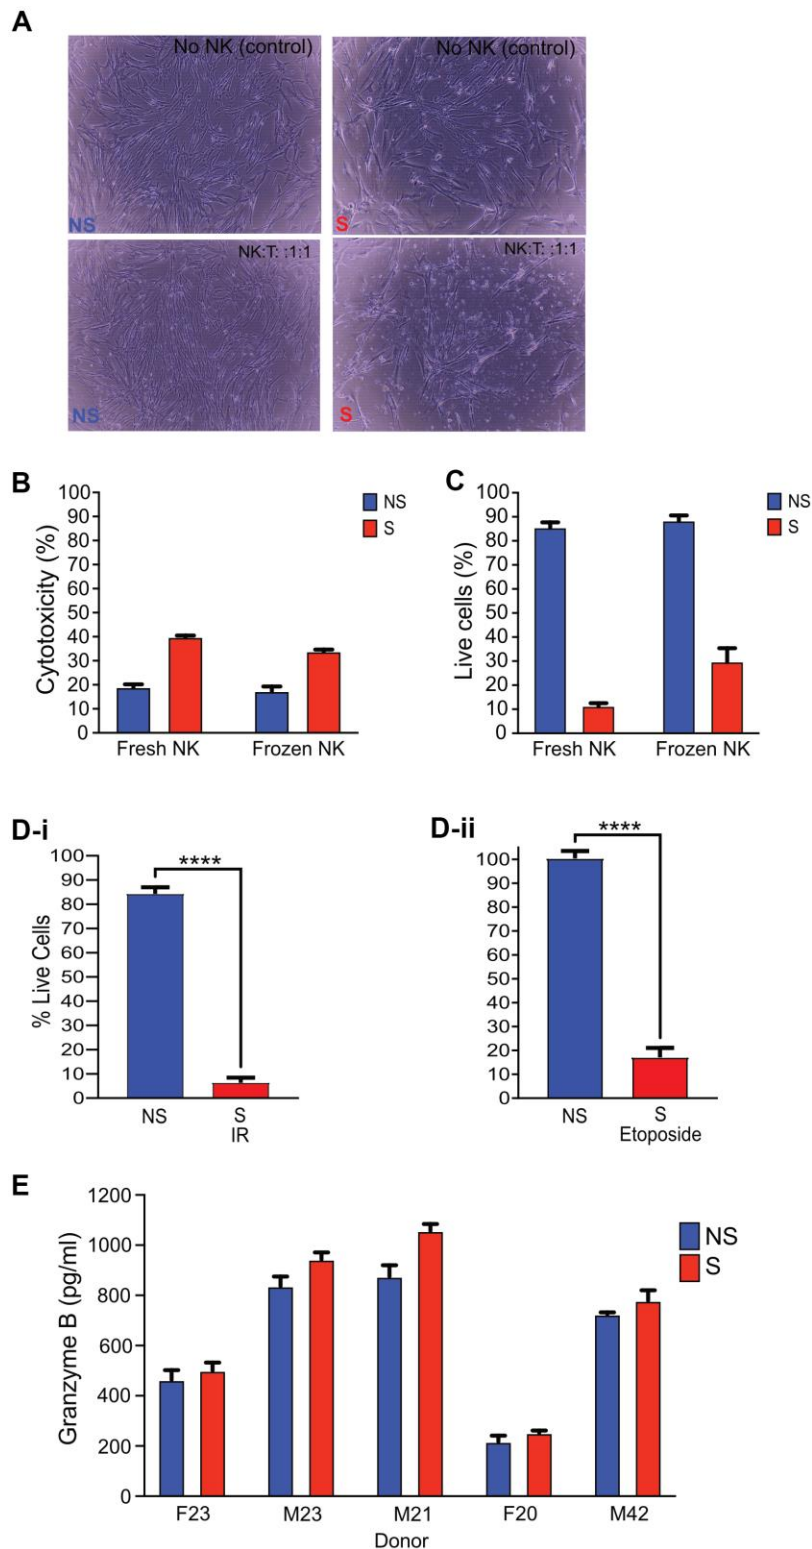 A
No NK (control)
No NK (control)
NS
S
NK:T: :1:1
NK:T: :1:1
NS
S
B
Cytotoxicity (%)
100
90
80
70
60
50
40
30
20
10
0
Fresh NK
Frozen NK
NS
S
C
Live cells (%)
100
90
80
70
60
50
40
30
20
10
0
Fresh NK
Frozen NK
NS
S
D-i
% Live Cells
100
90
80
70
60
50
40
30
20
10
0
****
NS
S
IR
D-ii
100
90
80
70
60
50
40
30
20
10
0
****
NS
S
Etoposide
E
Granzyme B (pg/ml)
1200
1000
800
600
400
200
0
F23
M23
M21
F20
M42
Donor
NS
S